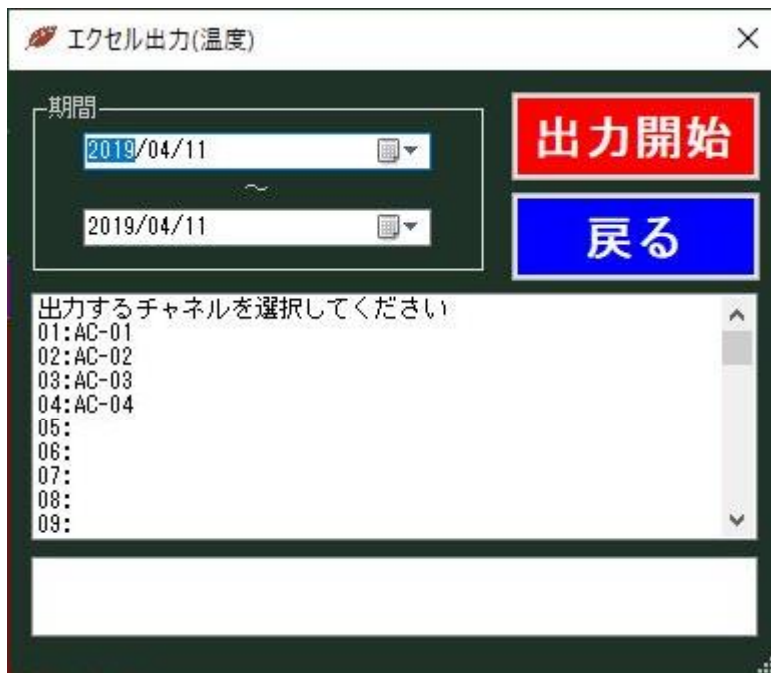 エクセル出力(温度)
期間
2019/04/11
～
2019/04/11
出力開始
戻る
出力するチャネルを選択してください
01:AC-01
02:AC-02
03:AC-03
04:AC-04
05:
06:
07:
08:
09: